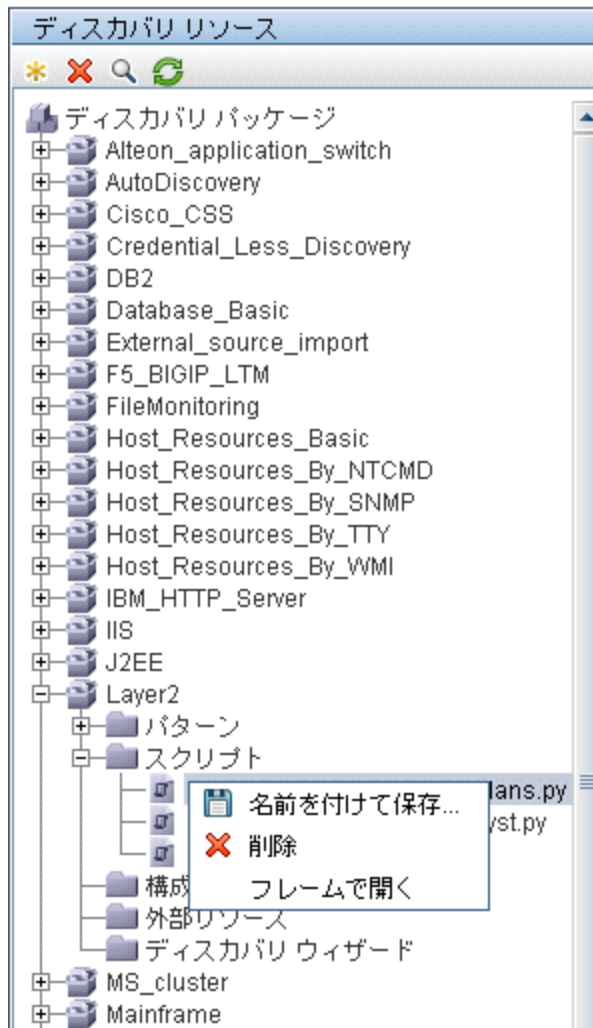 ディスカバリ リソース
ディスカバリ パッケージ
Alteon_application_switch
AutoDiscovery
Cisco_CSS
Credential_Less_Discovery
DB2
Database_Basic
External_source_import
F5_BIGIP_LTM
FileMonitoring
Host_Resources_Basic
Host_Resources_By_NTCMD
Host_Resources_By_SNMP
Host_Resources_By_TTY
Host_Resources_By_WMI
IBM_HTTP_Server
IIS
J2EE
Layer2
パターン
スクリプト
lans.py
名前を付けて保存...
yst.py
削除
構成
フレームで開く
外部リソース
ディスカバリ ウィザード
MS_cluster
Mainframe